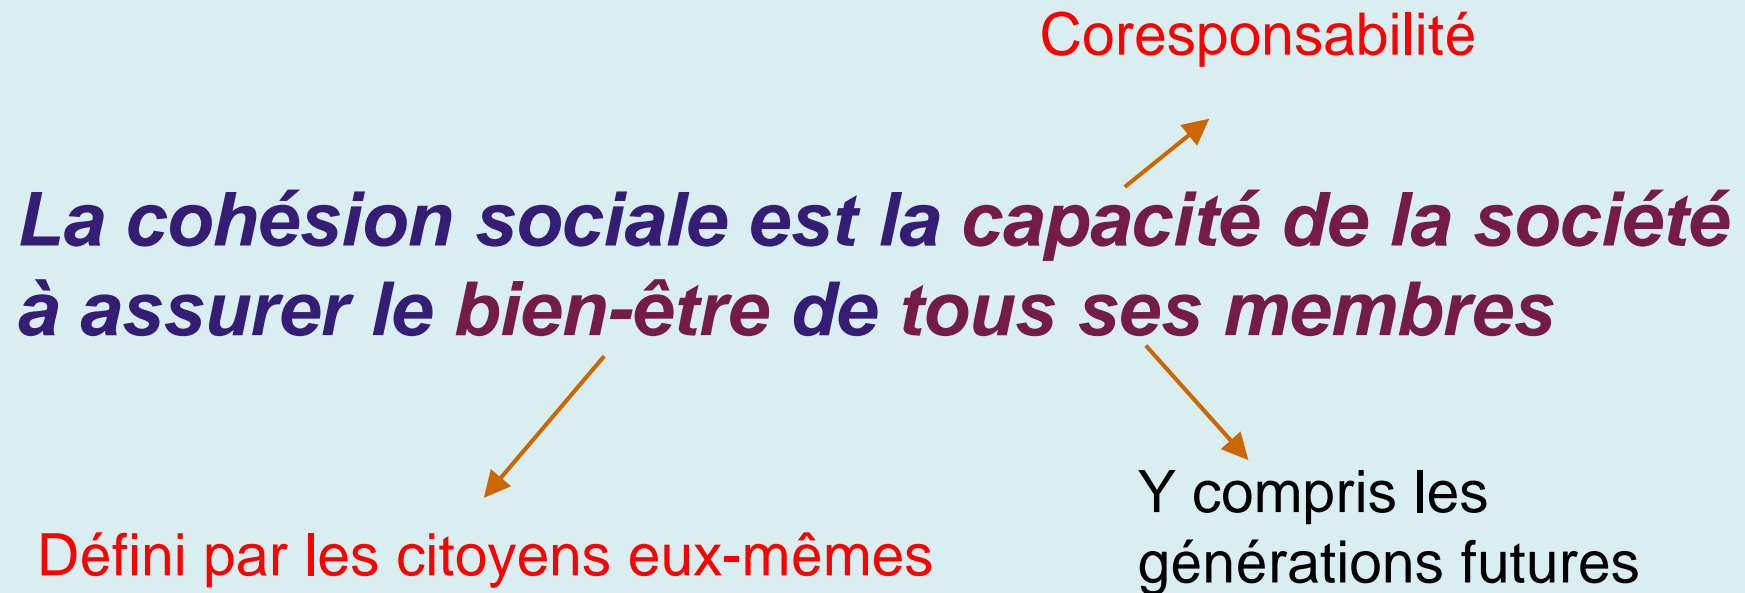 Coresponsabilité
La cohésion sociale est la capacité de la société
à assurer le bien-être de tous ses membres
Défini par les citoyens eux-mêmes
Y compris les
générations futures